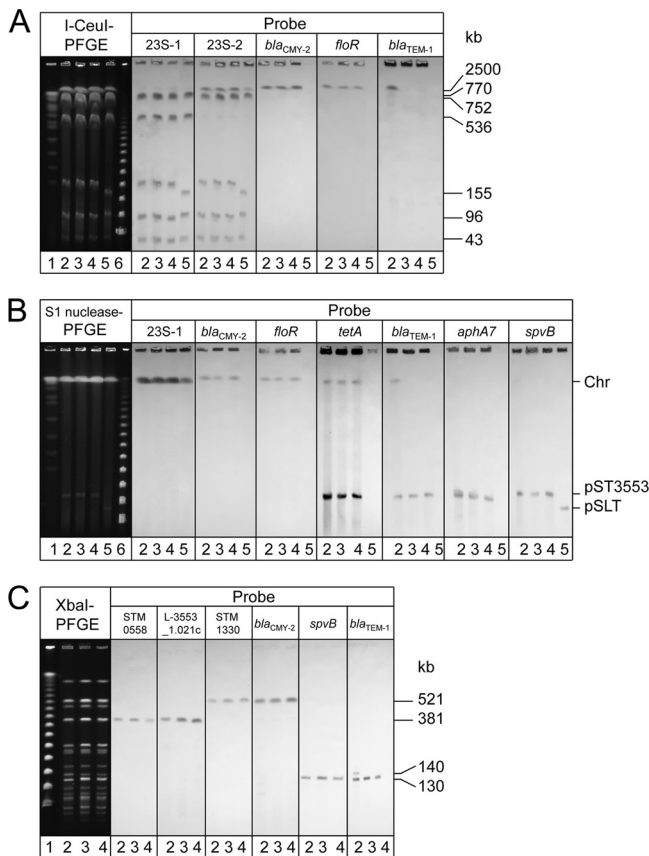 A
I-CeuI-
PFGE
Probe
23S-1 23S-2 blaCMY-2 floR blaTEM-1
kb
2500
770
752
536
155
96
43
1 2 3 4 5 6 2 3 4 5 2 3 4 5 2 3 4 5 2 3 4 5 2 3 4 5
B
S1 nuclease-
PFGE
Probe
23S-1 blaCMY-2 floR tetA blaTEM-1 aphA7 spvB
Chr
pST3553
pSLT
1 2 3 4 5 6 2 3 4 5 2 3 4 5 2 3 4 5 2 3 4 5 2 3 4 5 2 3 4 5 2 3 4 5
C
XbaI-
PFGE
Probe
STM
0558
L-3553
_1.021c
STM
1330
blaCMY-2 spvB blaTEM-1
kb
521
381
140
130
1 2 3 4 2 3 4 2 3 4 2 3 4 2 3 4 2 3 4 2 3 4